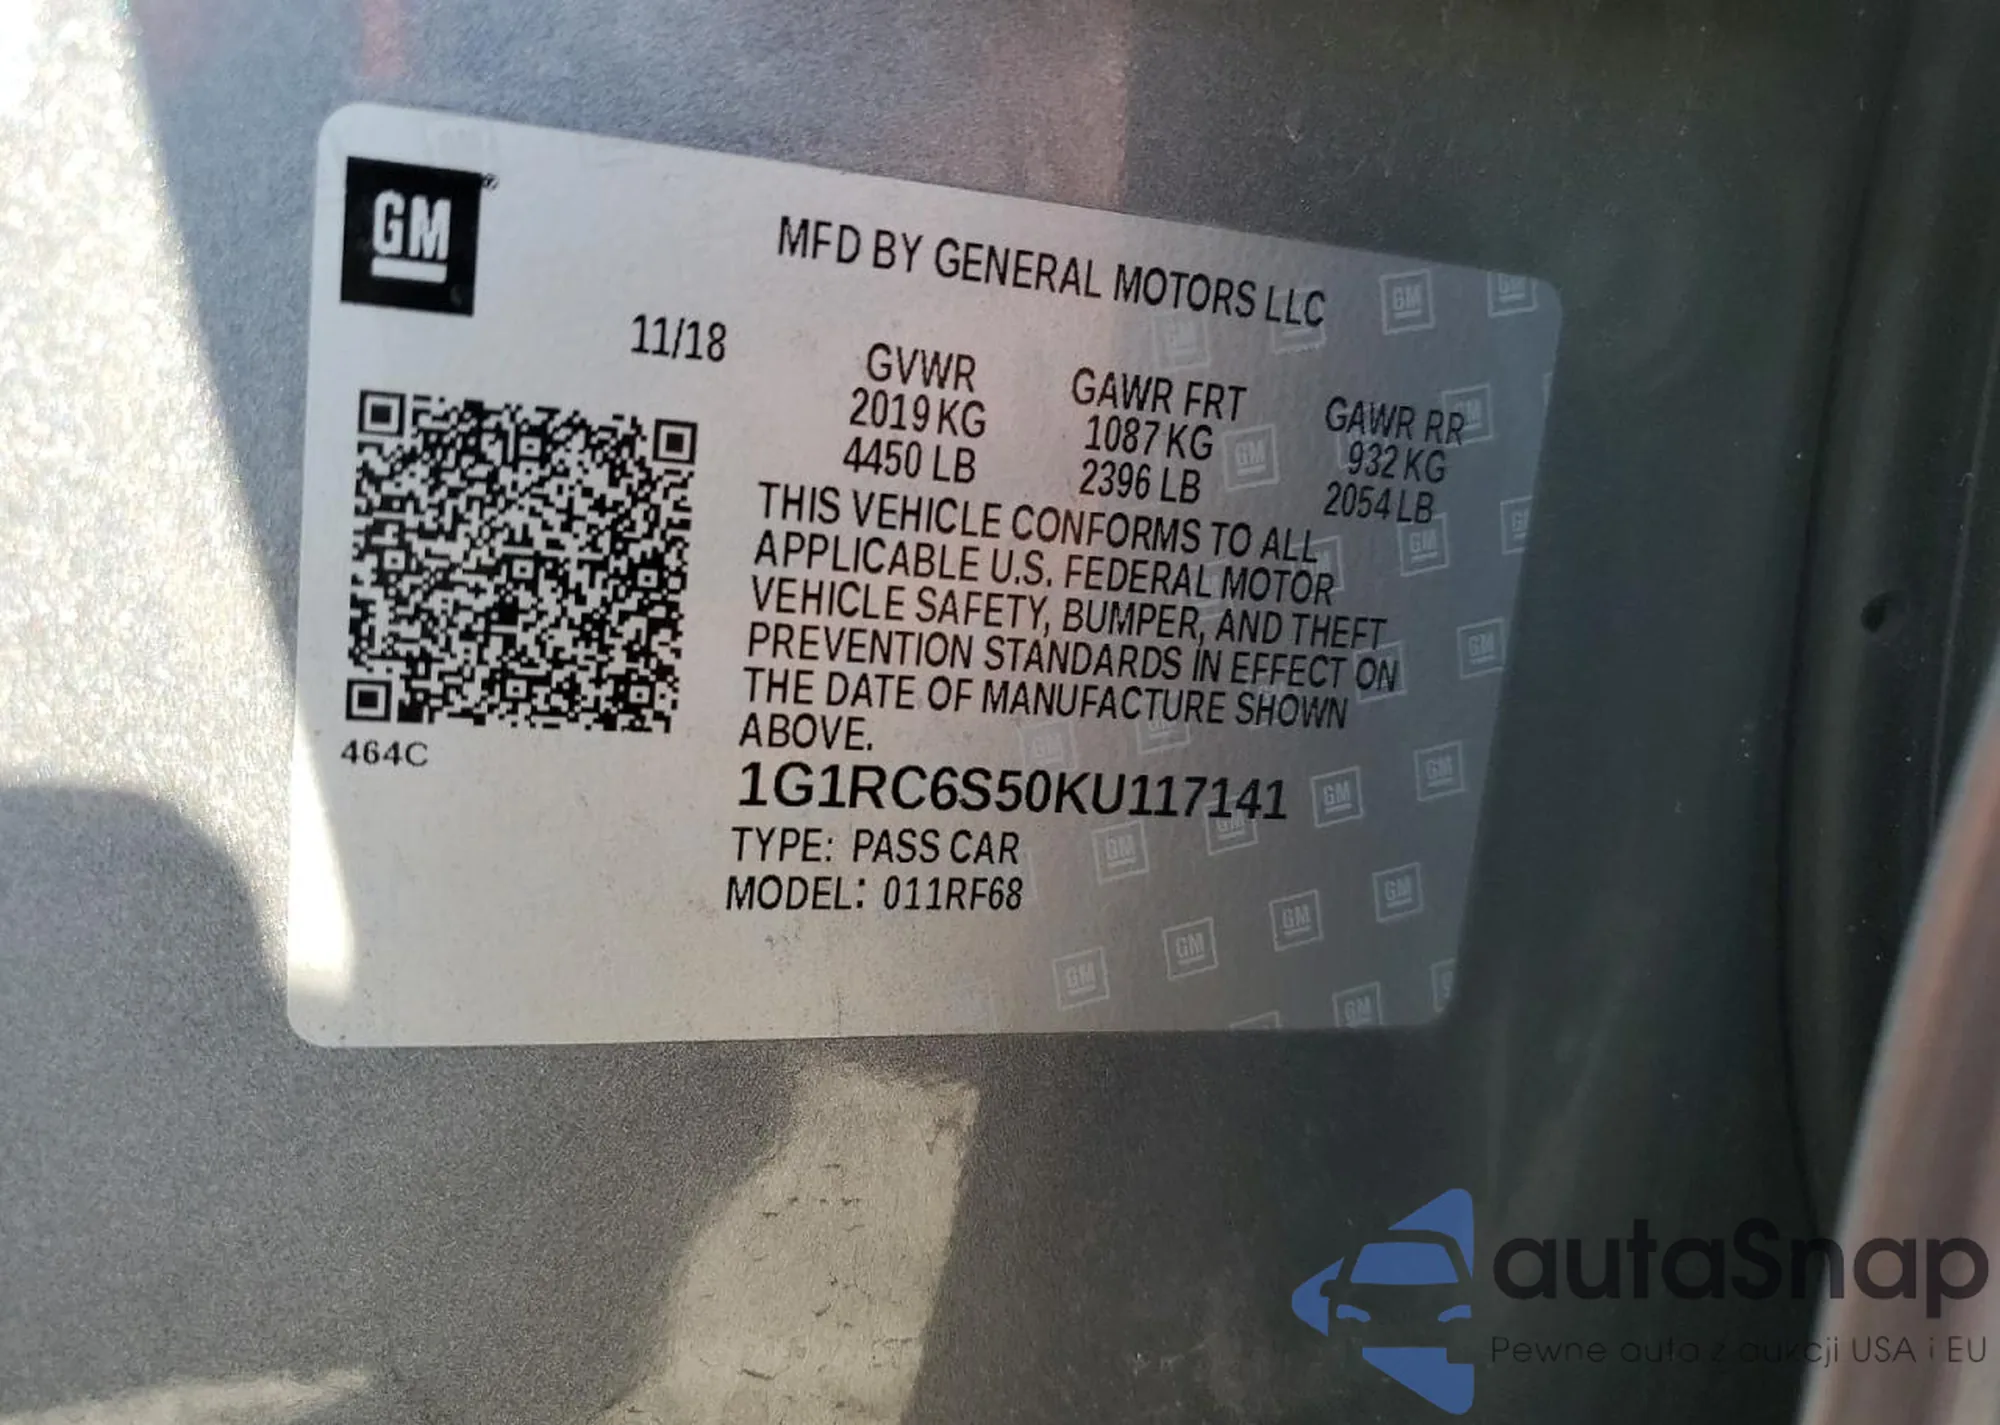 GM
MFD BY GENERAL MOTORS LLC
11/18
GVWR GAWR FRT GAWR RR
2019 KG 1087 KG 932 KG
4450 LB 2396 LB 2054 LB
THIS VEHICLE CONFORMS TO ALL
APPLICABLE U.S. FEDERAL MOTOR
VEHICLE SAFETY, BUMPER, AND THEFT
PREVENTION STANDARDS IN EFFECT ON
THE DATE OF MANUFACTURE SHOWN
ABOVE.
464C
1G1RC6S50KU117141
TYPE: PASS CAR
MODEL: 011RF68
autaSnap
Pewne auta z aukcji USA i EU